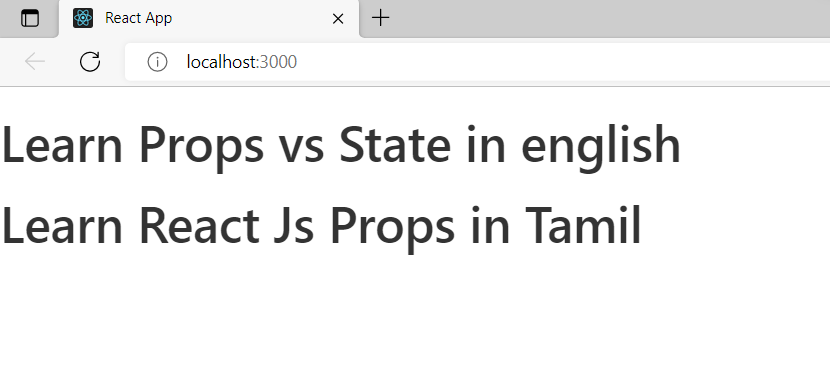 React App
localhost:3000
Learn Props vs State in english
Learn React Js Props in Tamil